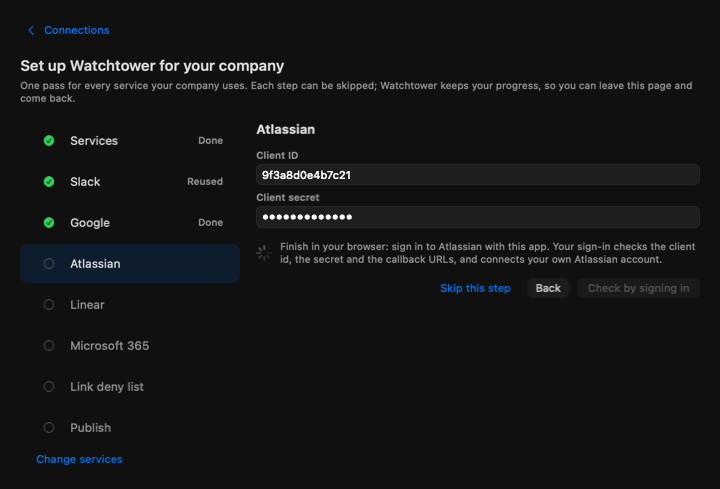 Connections
Set up Watchtower for your company
One pass for every service your company uses. Each step can be skipped; Watchtower keeps your progress, so you can leave this page and
come back.
Services Done
Slack Reused
Google Done
Atlassian
Linear
Microsoft 365
Link deny list
Publish
Change services
Atlassian
Client ID
9f3a8d0e4b7c21
Client secret
•••••••••••••
Finish in your browser: sign in to Atlassian with this app. Your sign-in checks the client
id, the secret and the callback URLs, and connects your own Atlassian account.
Skip this step Back Check by signing in